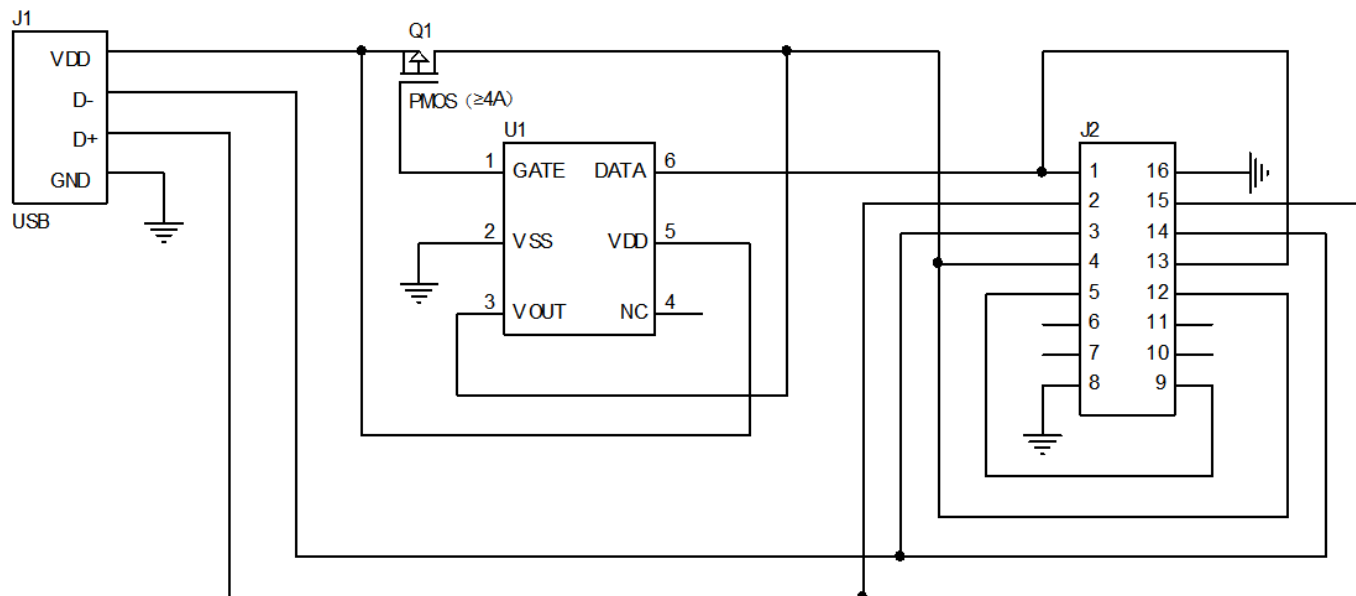 J1
VDD
D-
D+
GND
USB
Q1
PMOS (≥4A)
U1
1 GATE DATA 6
2 VSS VDD 5
3 VOUT NC 4
J2
1 16
2 15
3 14
4 13
5 12
6 11
7 10
8 9